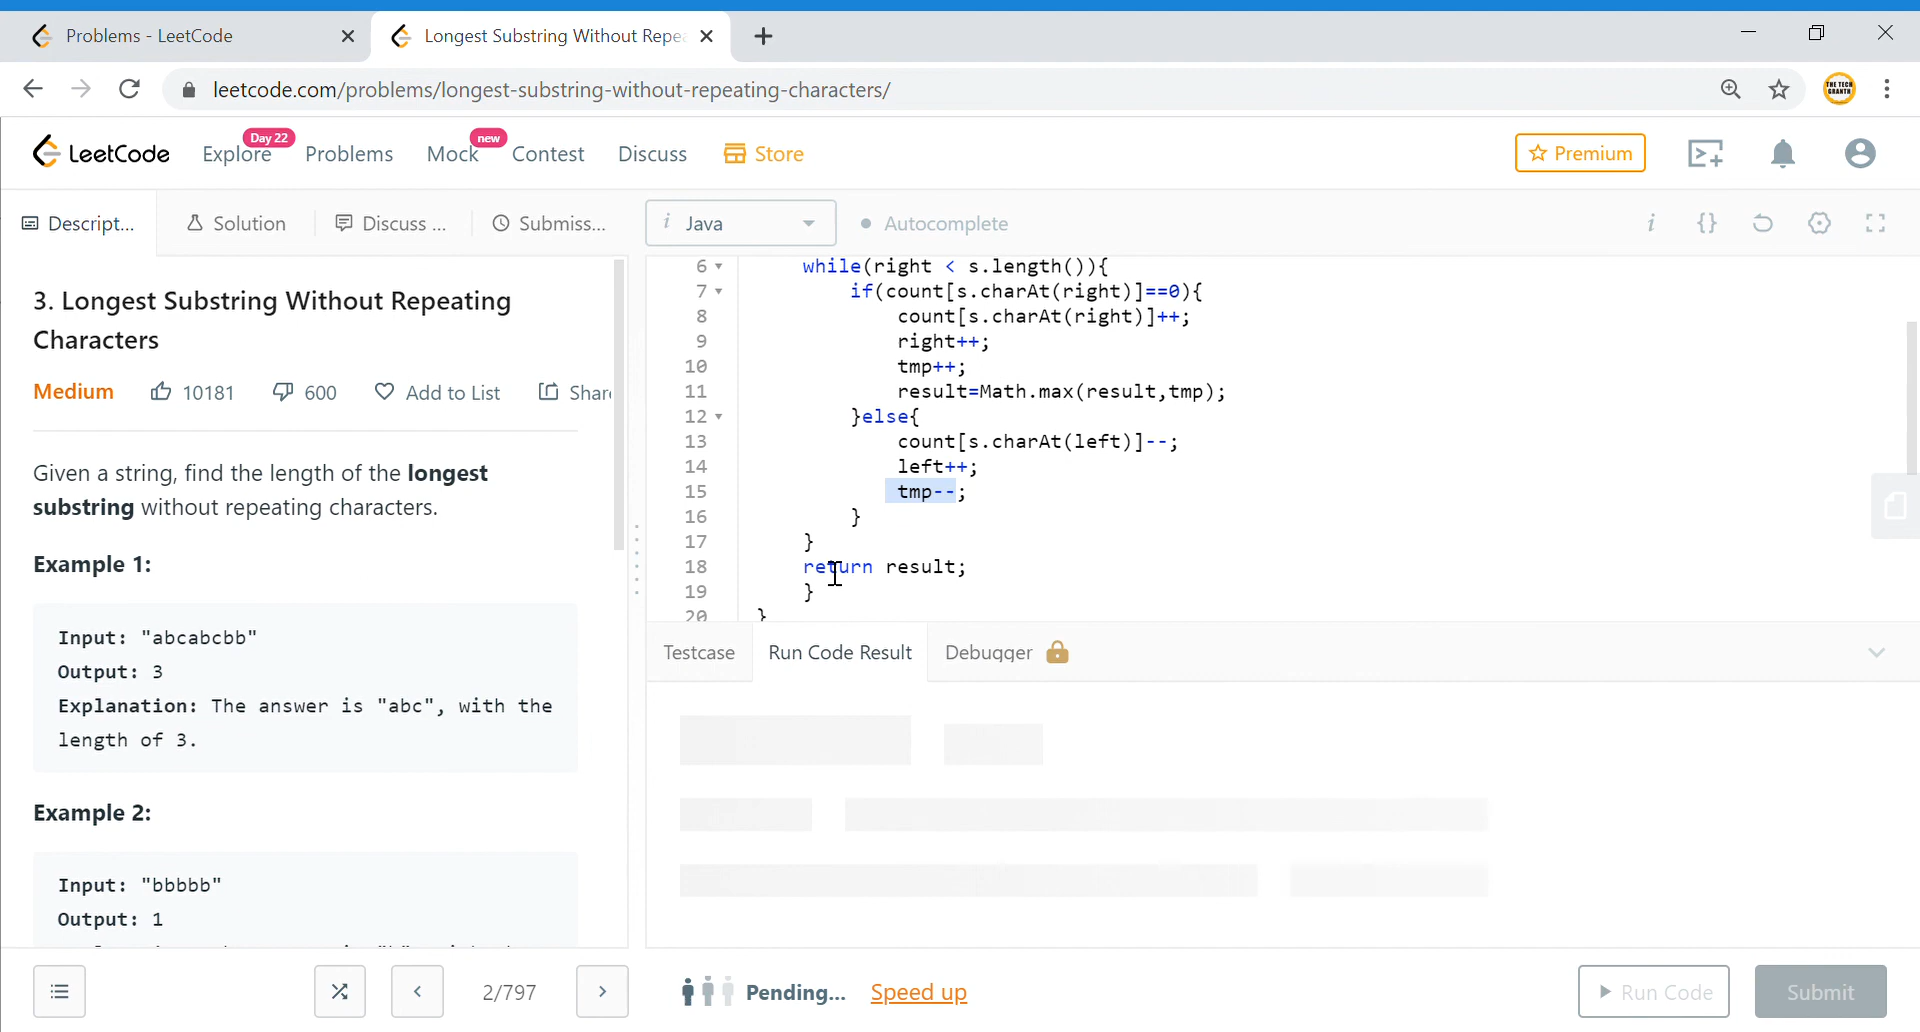 Problems - LeetCode
Longest Substring Without Repe
leetcode.com/problems/longest-substring-without-repeating-characters/
THE TECH
GRANTH
LeetCode
Explore
Day 22
Problems
Mock
new
Contest
Discuss
Store
Premium
Descript...
Solution
Discuss ...
Submiss...
i Java
Autocomplete
i {}
3. Longest Substring Without Repeating
Characters
Medium
10181
600
Add to List
Shar
Given a string, find the length of the longest
substring without repeating characters.
Example 1:
Input: "abcabcbb"
Output: 3
Explanation: The answer is "abc", with the
length of 3.
Example 2:
Input: "bbbbb"
Output: 1
6 while(right < s.length()){
7 if(count[s.charAt(right)]==0){
8 count[s.charAt(right)]++;
9 right++;
10 tmp++;
11 result=Math.max(result,tmp);
12 }else{
13 count[s.charAt(left)]--;
14 left++;
15 tmp--;
16 }
17 }
18 return result;
19 }
20 }
Testcase
Run Code Result
Debugger
2/797
Pending...
Speed up
Run Code
Submit